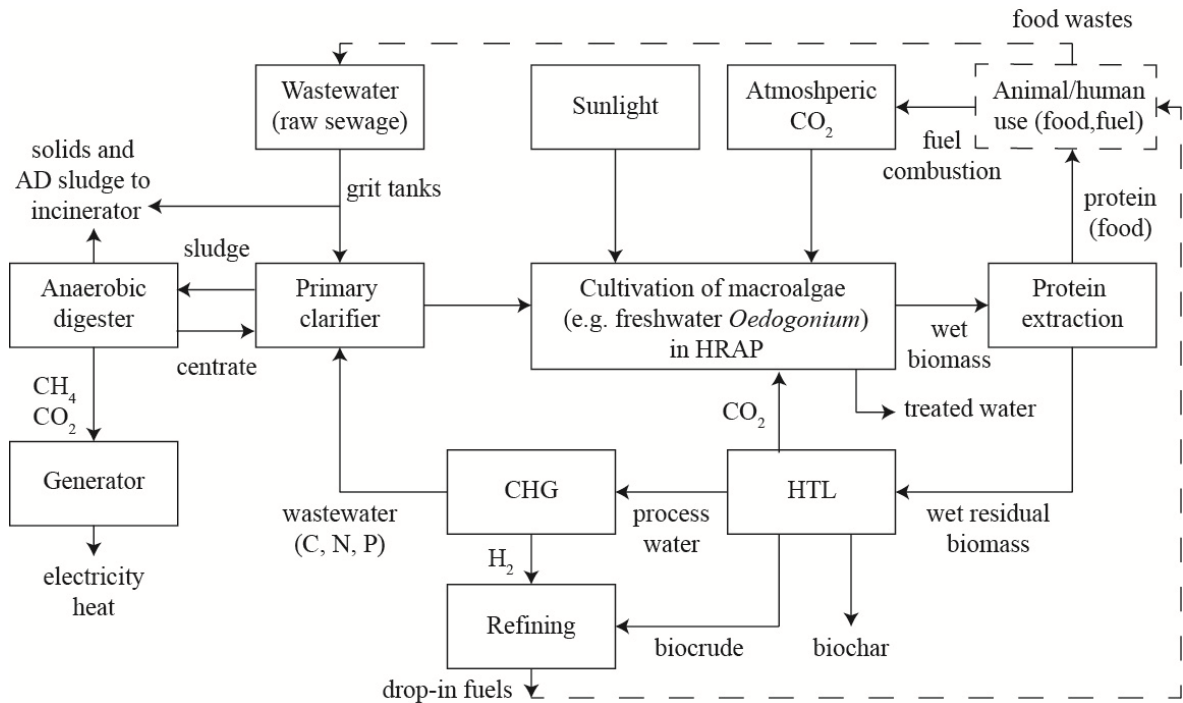 food wastes
Wastewater
(raw sewage)
Sunlight
Atmoshperic
CO₂
Animal/human
use (food,fuel)
fuel
combustion
solids and
AD sludge to
incinerator
grit tanks
protein
(food)
sludge
Anaerobic
digester
Primary
clarifier
Cultivation of macroalgae
(e.g. freshwater Oedogonium)
in HRAP
Protein
extraction
wet
biomass
centrate
CH₄
CO₂
CO₂
treated water
Generator
CHG
HTL
wastewater
(C, N, P)
process
water
wet residual
biomass
H₂
electricity
heat
Refining
biocrude
biochar
drop-in fuels